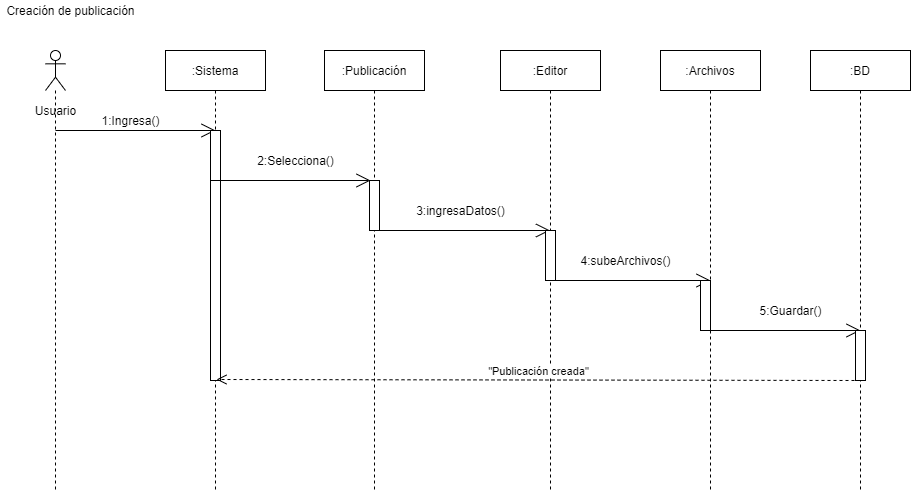 Creación de publicación
:Sistema
:Publicación
:Editor
:Archivos
:BD
Usuario
1:Ingresa()
2:Selecciona()
3:ingresaDatos()
4:subeArchivos()
5:Guardar()
"Publicación creada"